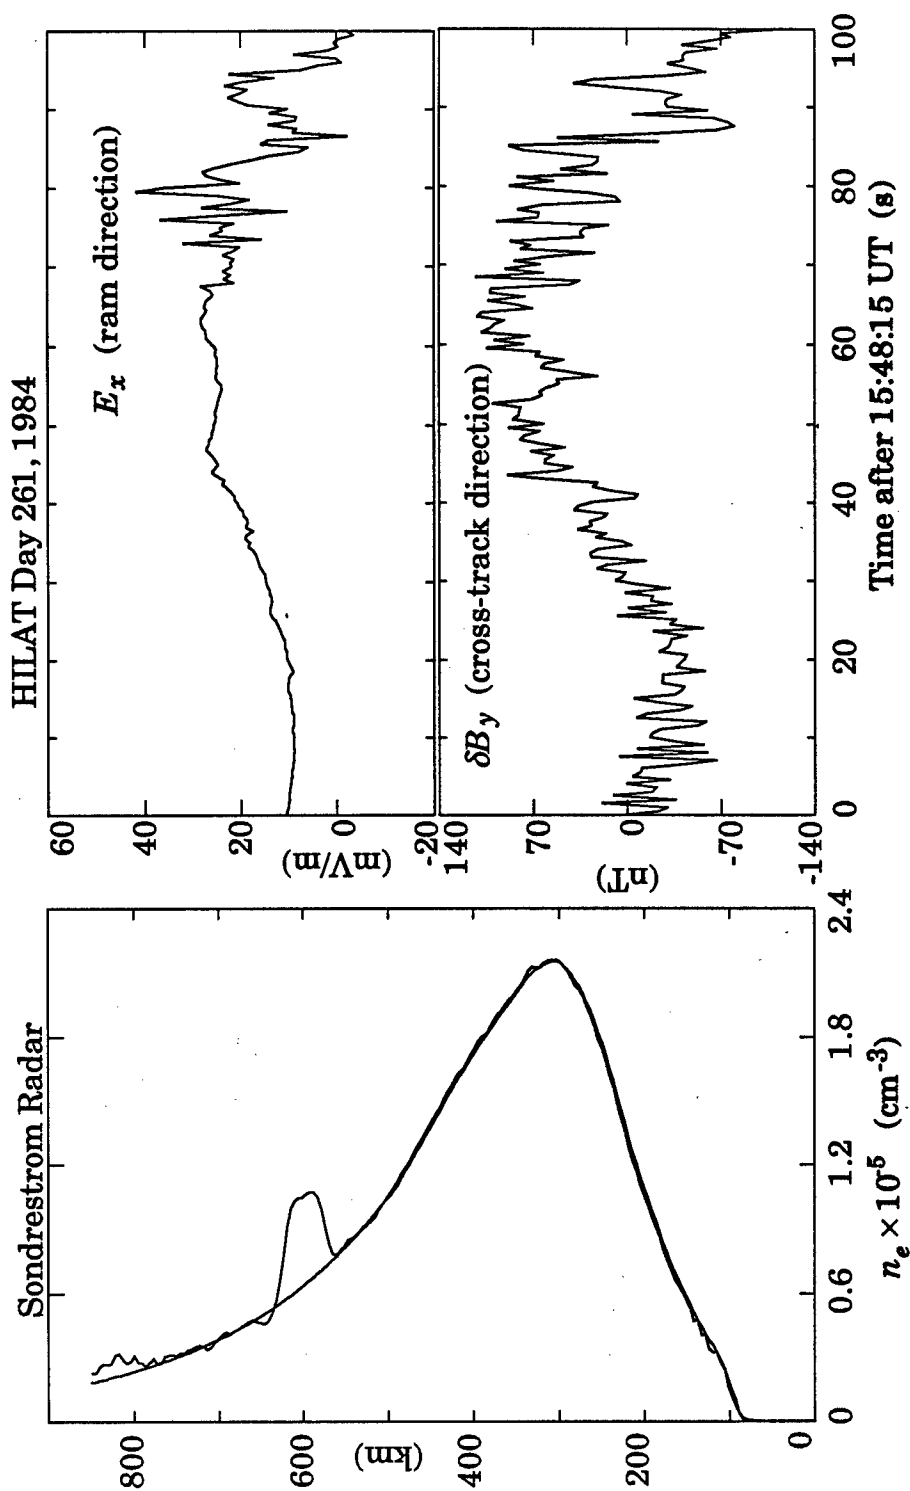 HILAT Day 261, 1984
Sondrestrom Radar
800
600
(km)
400
200
0
0
0.6
1.2
1.8
2.4
nₑ × 10⁻⁵ (cm⁻³)
60
40
20
0
-20
(mV/m)
Eₓ (ram direction)
140
70
0
-70
-140
(nT)
δB_y (cross-track direction)
0
20
40
60
80
100
Time after 15:48:15 UT (s)